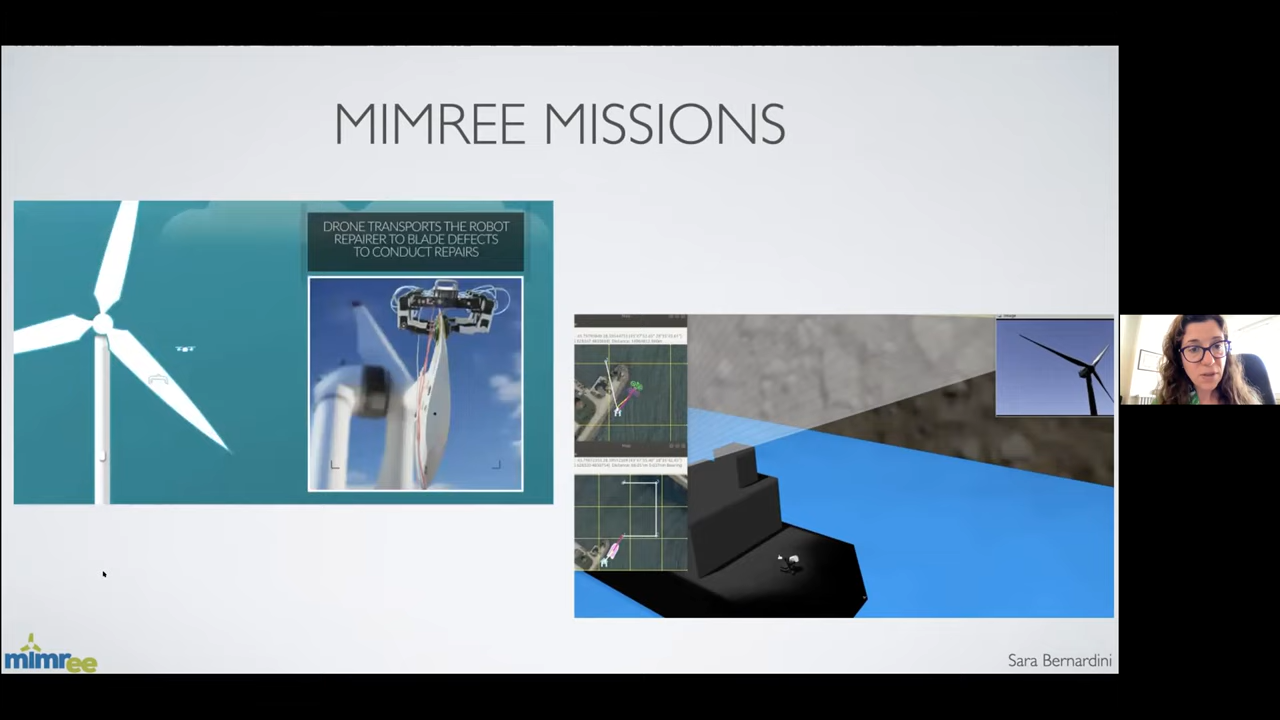 MIMREE MISSIONS
DRONE TRANSPORTS THE ROBOT
REPAIRER TO BLADE DEFECTS
TO CONDUCT REPAIRS
mimree
Sara Bernardini